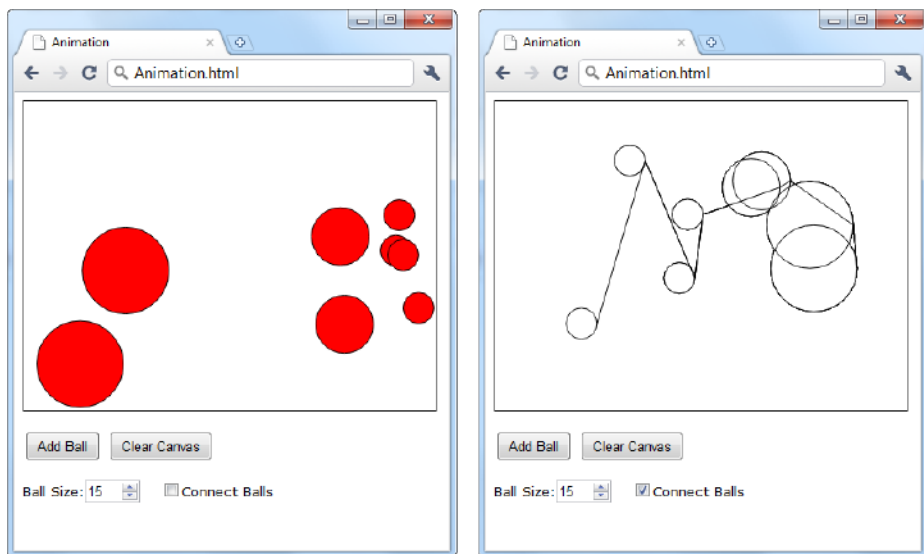 Animation
Animation.html
Add Ball Clear Canvas
Ball Size: 15 Connect Balls
Animation
Animation.html
Add Ball Clear Canvas
Ball Size: 15 Connect Balls